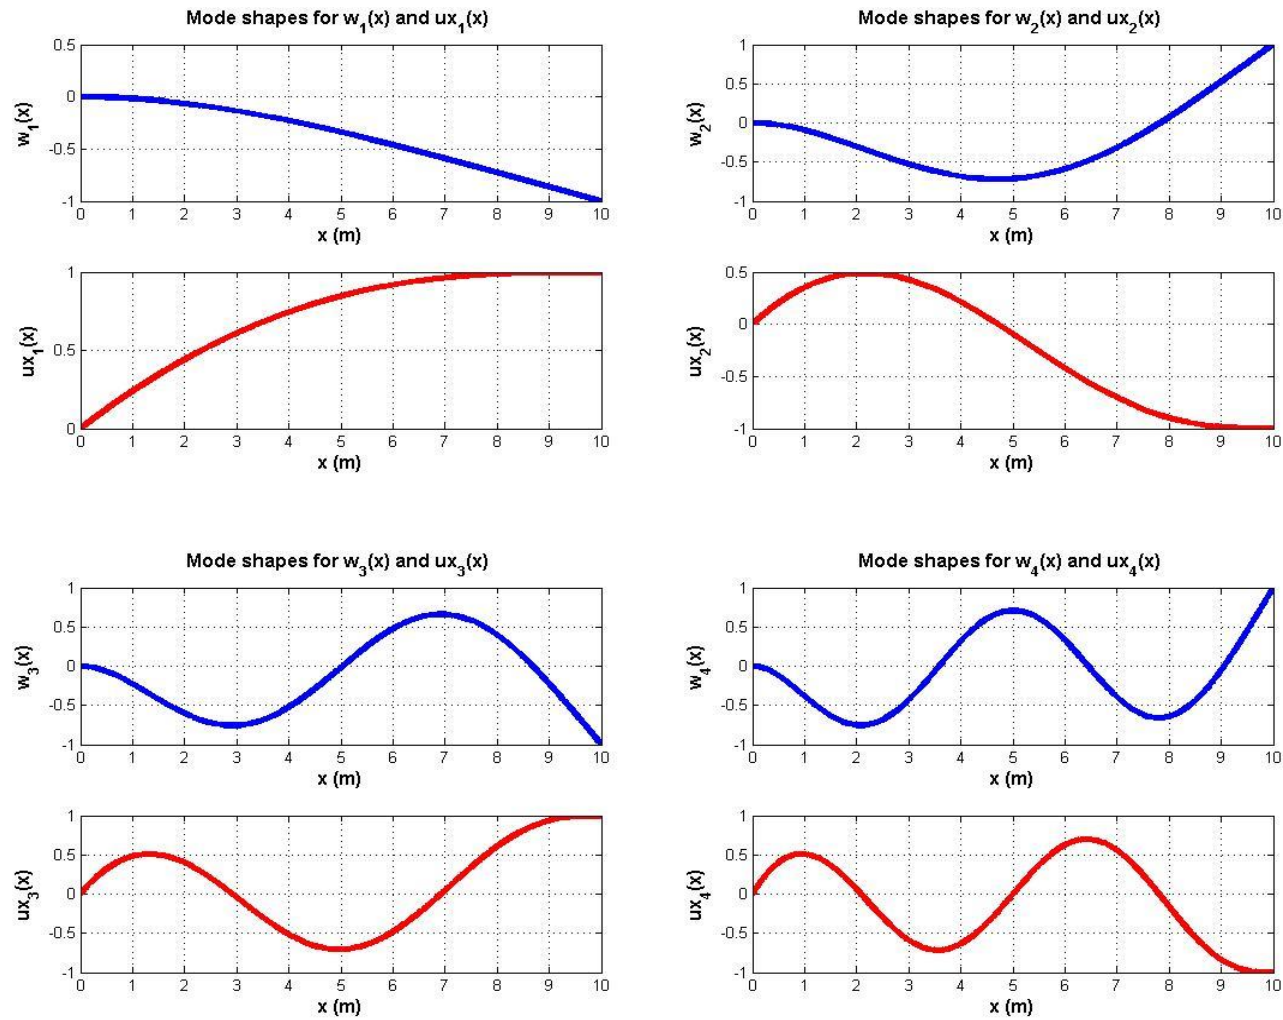 Mode shapes for w₁(x) and ux₁(x)
0.5
0
-0.5
-1
w₁(x)
0 1 2 3 4 5 6 7 8 9 10
x (m)
1
0.5
0
ux₁(x)
0 1 2 3 4 5 6 7 8 9 10
x (m)
Mode shapes for w₂(x) and ux₂(x)
1
0.5
0
-0.5
-1
w₂(x)
0 1 2 3 4 5 6 7 8 9 10
x (m)
0.5
0
-0.5
-1
ux₂(x)
0 1 2 3 4 5 6 7 8 9 10
x (m)
Mode shapes for w₃(x) and ux₃(x)
1
0.5
0
-0.5
-1
w₃(x)
0 1 2 3 4 5 6 7 8 9 10
x (m)
1
0.5
0
-0.5
-1
ux₃(x)
0 1 2 3 4 5 6 7 8 9 10
x (m)
Mode shapes for w₄(x) and ux₄(x)
1
0.5
0
-0.5
-1
w₄(x)
0 1 2 3 4 5 6 7 8 9 10
x (m)
1
0.5
0
-0.5
-1
ux₄(x)
0 1 2 3 4 5 6 7 8 9 10
x (m)